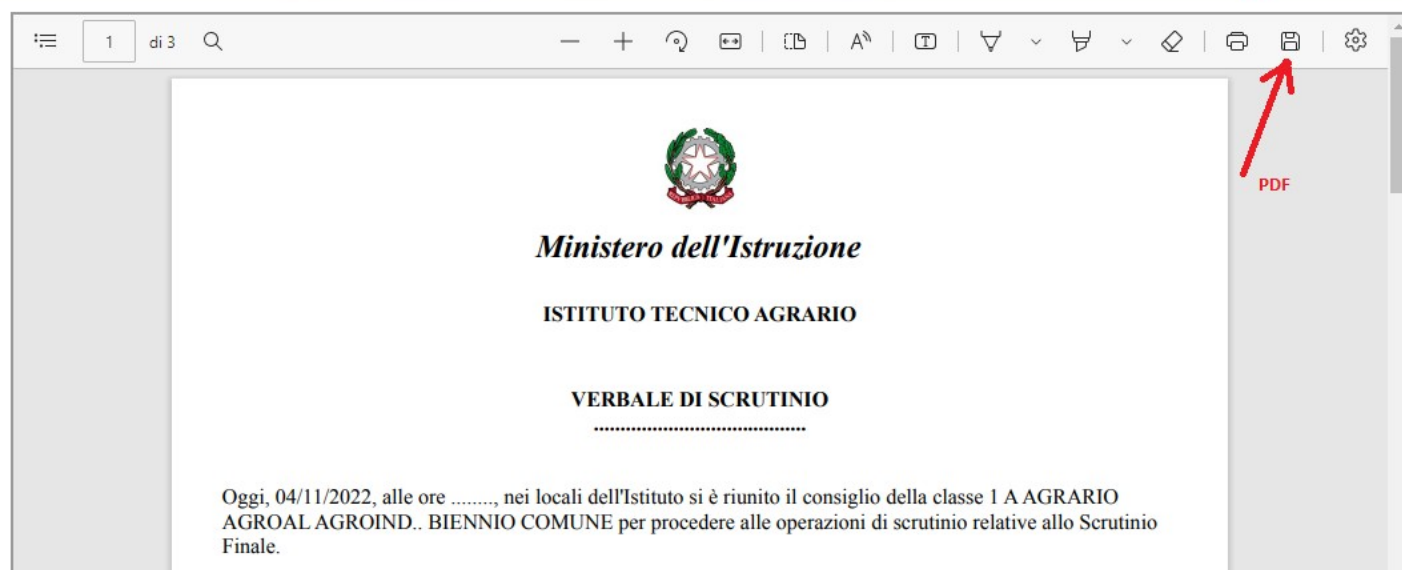 1 di 3
PDF
Ministero dell'Istruzione
ISTITUTO TECNICO AGRARIO
VERBALE DI SCRUTINIO
........................................
Oggi, 04/11/2022, alle ore ........, nei locali dell'Istituto si è riunito il consiglio della classe 1 A AGRARIO
AGROAL AGROIND.. BIENNIO COMUNE per procedere alle operazioni di scrutinio relative allo Scrutinio
Finale.